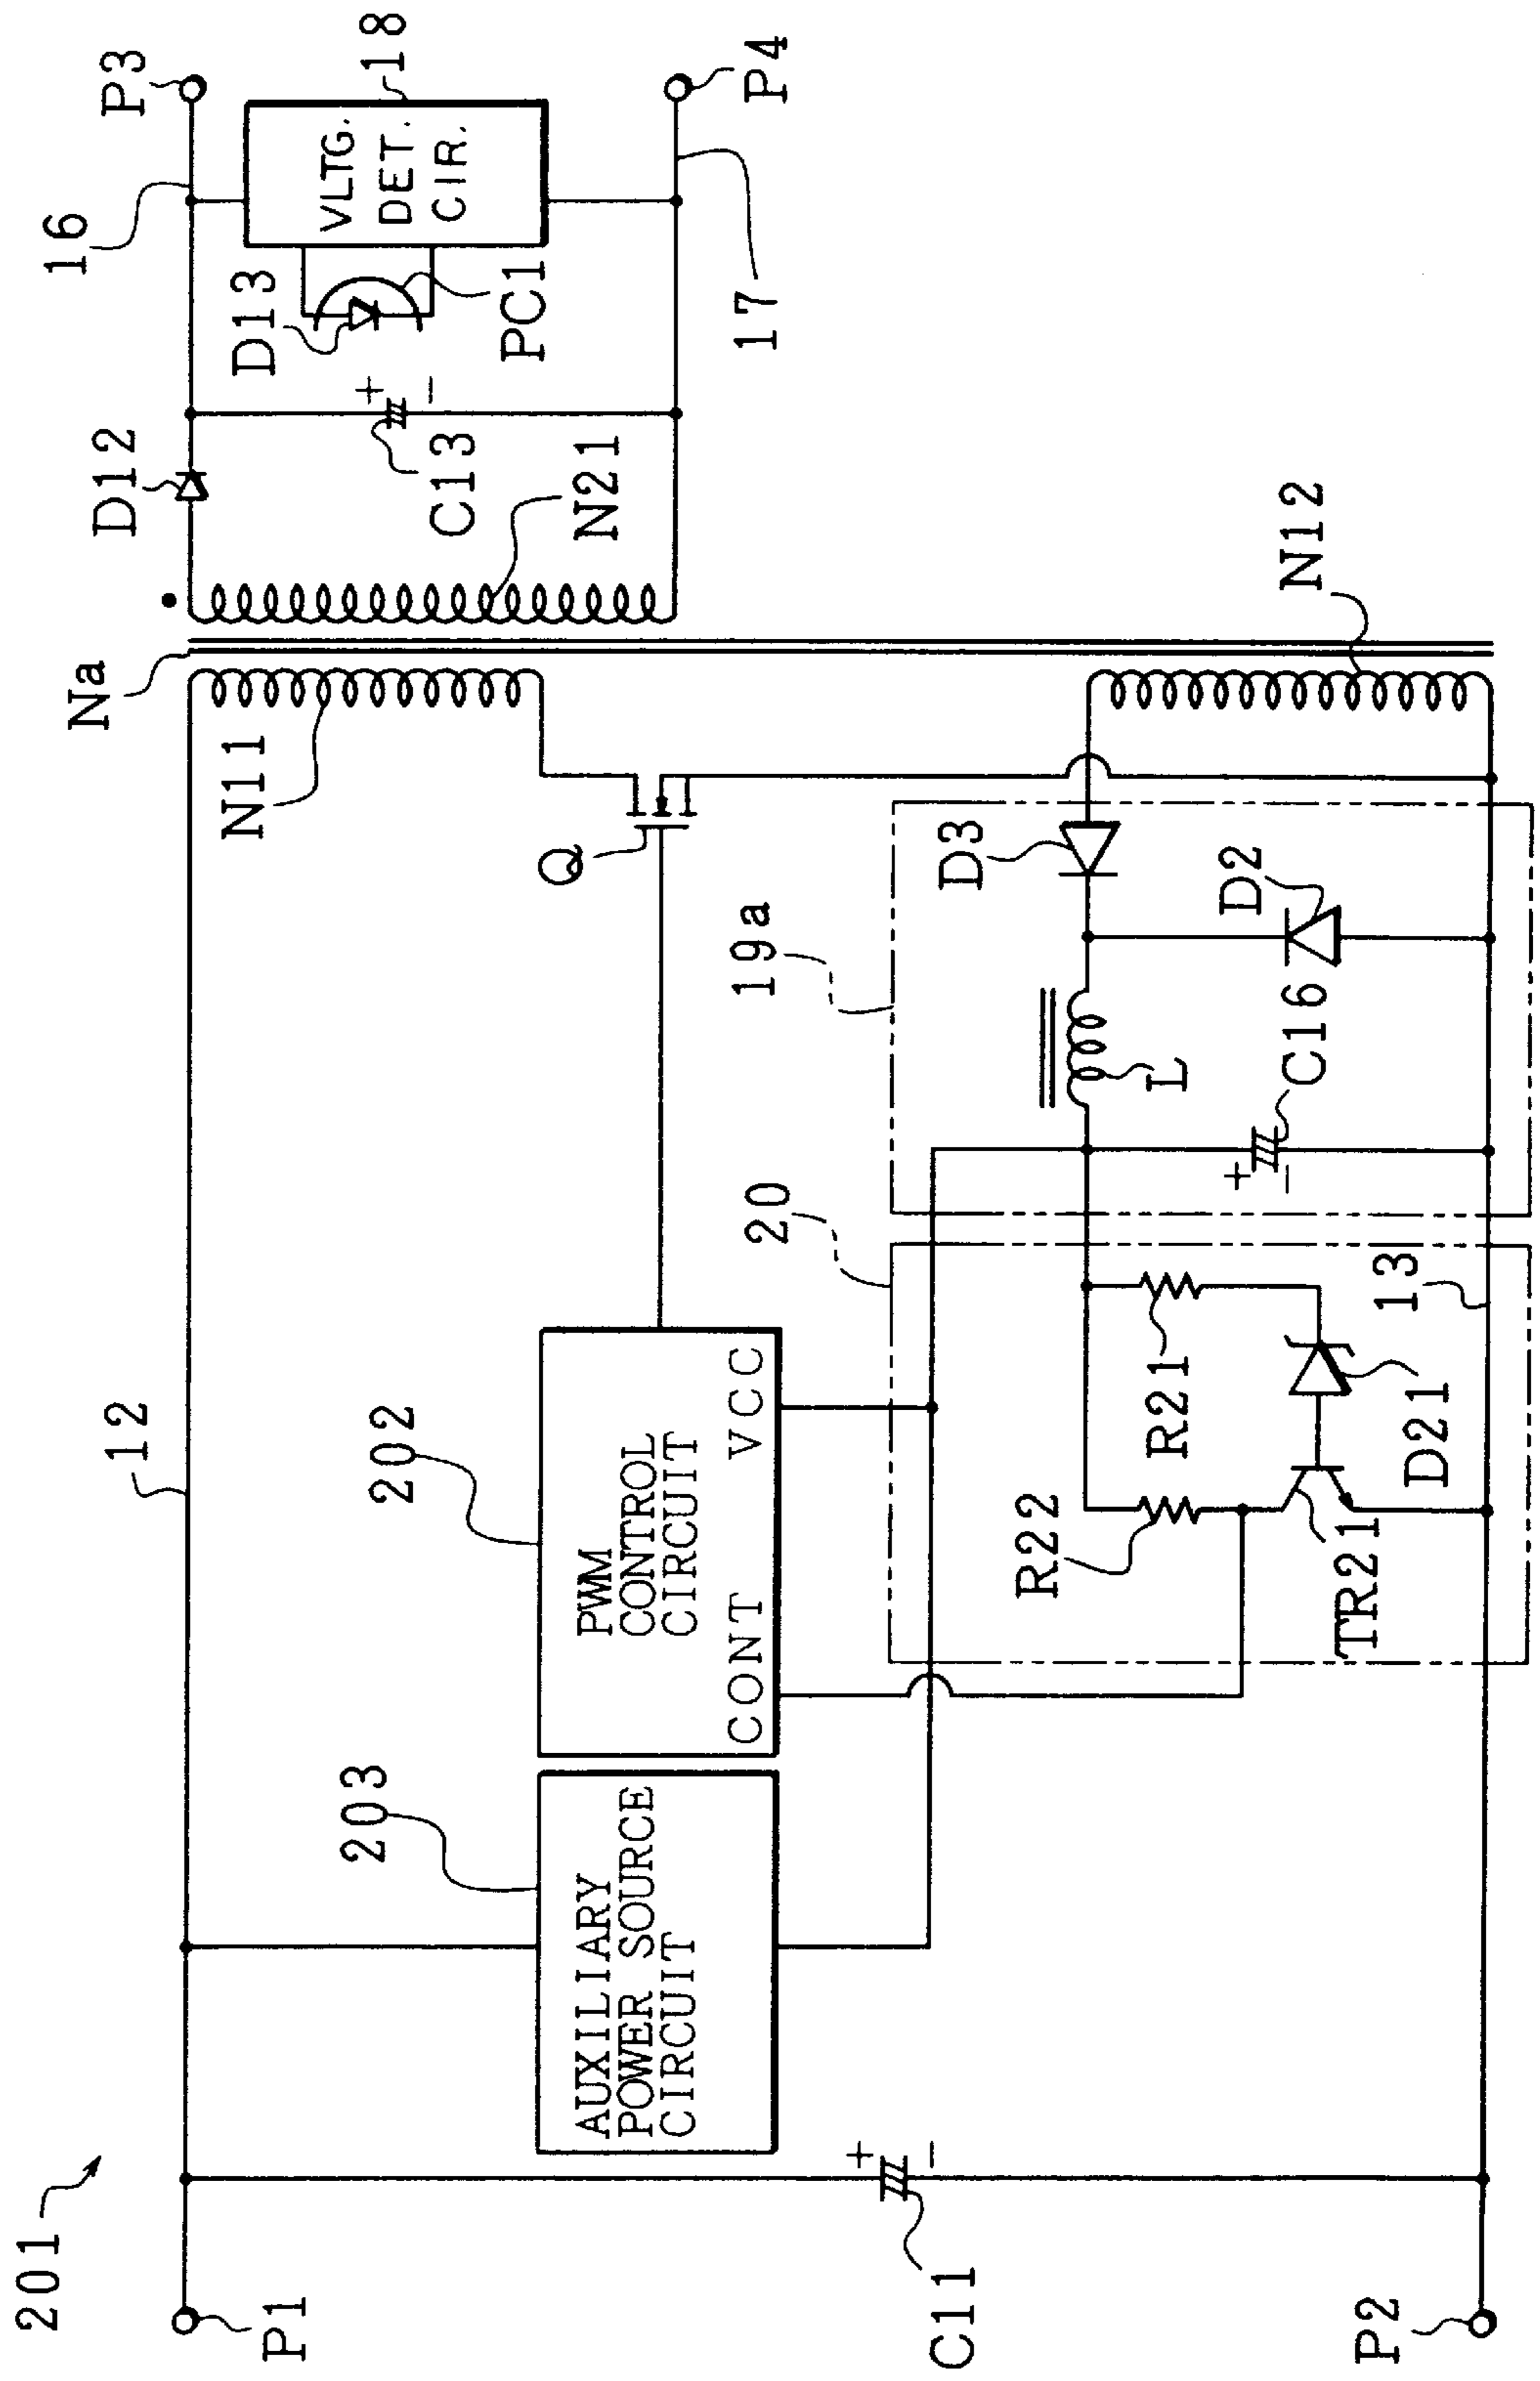 201
P1
P2
C11
12
203
AUXILIARY
POWER SOURCE
CIRCUIT
202
PWM
CONTROL
CIRCUIT
CONT
VCC
20
R22
R21
TR21
D21
13
19a
L
C16
+
−
D3
D2
Q
N11
Na
N12
N21
D12
C13
+
−
D13
PC1
16
VLTG.
DET.
CIR.
18
17
P3
P4
+
−